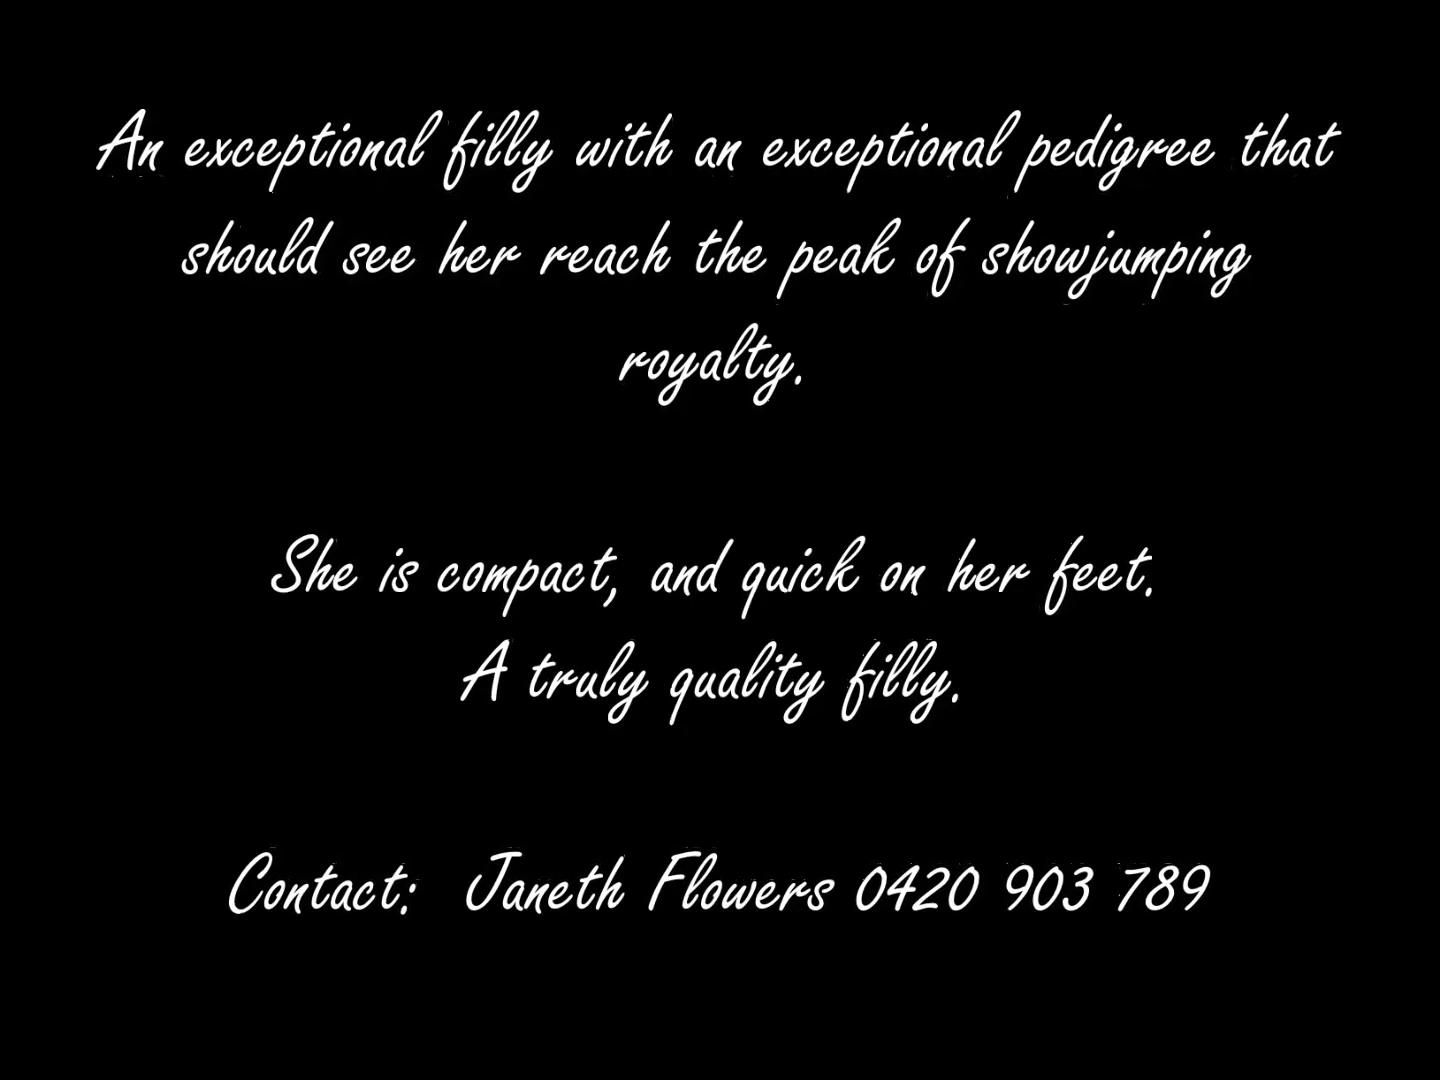 An exceptional filly with an exceptional pedigree that
should see her reach the peak of showjumping
royalty.
She is compact, and quick on her feet.
A truly quality filly.
Contact:  Janeth Flowers 0420 903 789